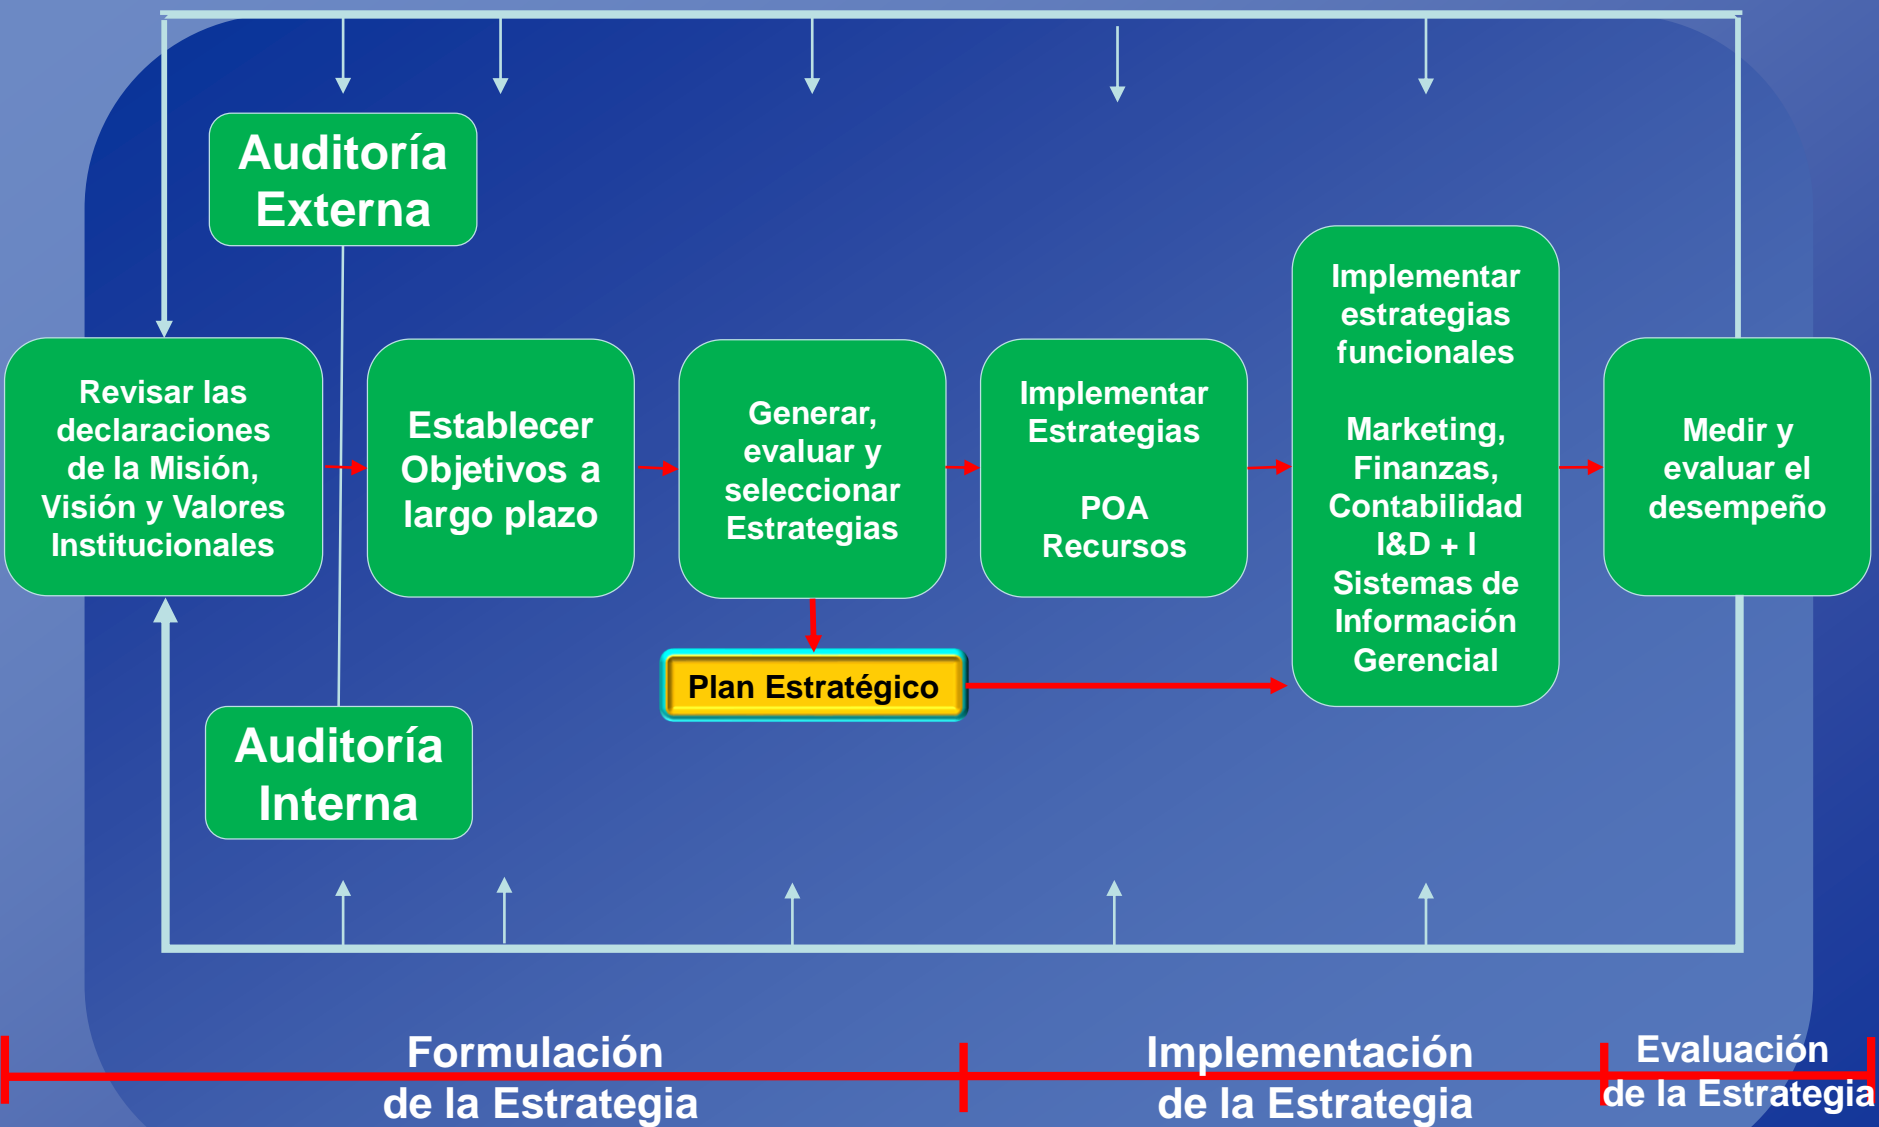 Auditoría
Externa
Revisar las
declaraciones
de la Misión,
Visión y Valores
Institucionales
Establecer
Objetivos a
largo plazo
Generar,
evaluar y
seleccionar
Estrategias
Implementar
Estrategias
POA
Recursos
Implementar
estrategias
funcionales
Marketing,
Finanzas,
Contabilidad
I&D + I
Sistemas de
Información
Gerencial
Medir y
evaluar el
desempeño
Plan Estratégico
Auditoría
Interna
Formulación
de la Estrategia
Implementación
de la Estrategia
Evaluación
de la Estrategia